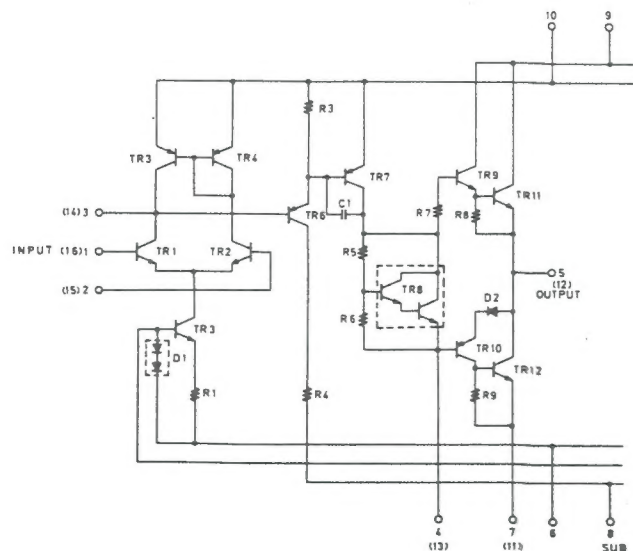 10 9
R3
TR3 TR4
TR7
TR9
TR11
C1
(14) 3
TR6
R7
R8
INPUT (16) 1
TR1 TR2
R5
5
(12)
OUTPUT
(15) 2
TR8
D2
R6
TR3
TR10
D1
TR12
R1
R4
R9
4 7 6 8
(13) (11) SUB